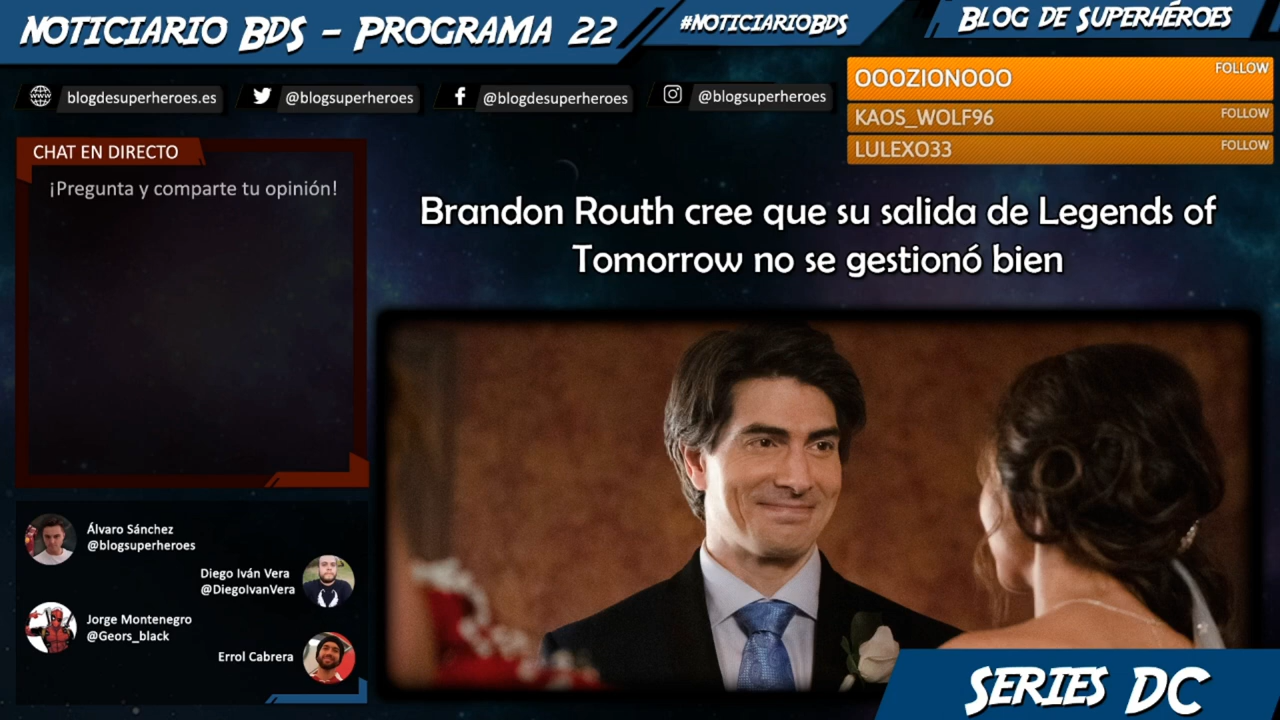 NOTICIARIO BDS - PROGRAMA 22
#NOTICIARIOBDS
BLOG DE SUPERHÉROES
blogdesuperheroes.es
@blogsuperheroes
@blogdesuperheroes
@blogsuperheroes
OOOZIONOOO
FOLLOW
KAOS_WOLF96
FOLLOW
LULEXO33
FOLLOW
CHAT EN DIRECTO
¡Pregunta y comparte tu opinión!
Brandon Routh cree que su salida de Legends of
Tomorrow no se gestionó bien
Álvaro Sánchez
@blogsuperheroes
Diego Iván Vera
@DiegoIvanVera
Jorge Montenegro
@Geors_black
Errol Cabrera
SERIES DC